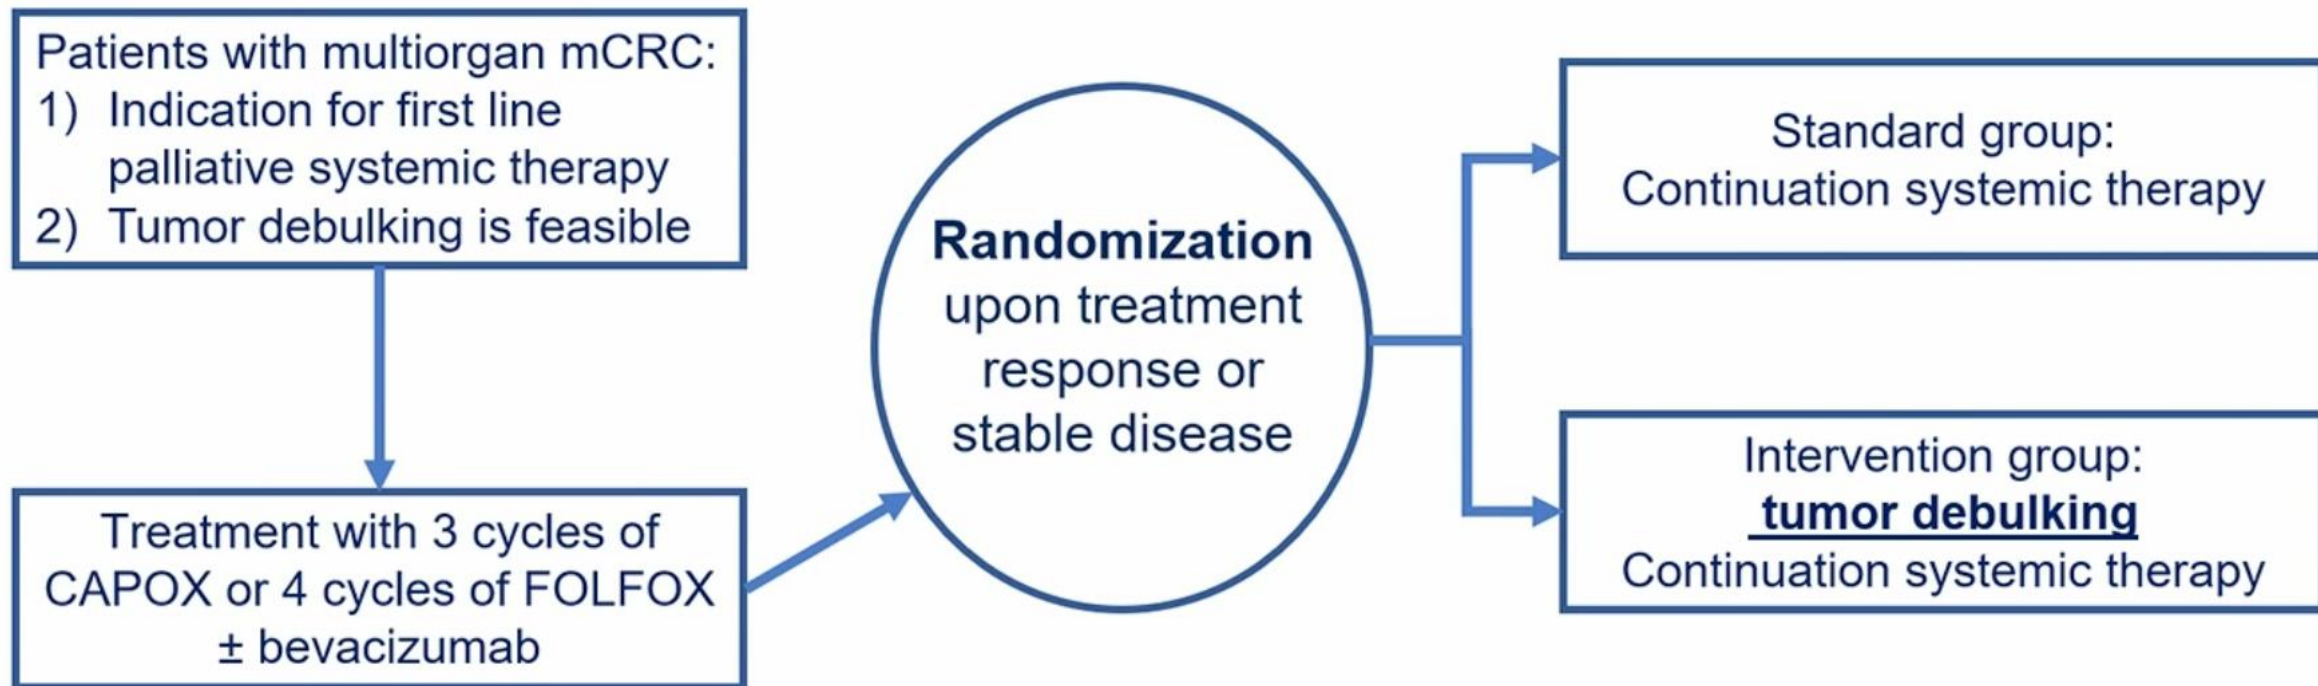 Patients with multiorgan mCRC:
1) Indication for first line
palliative systemic therapy
2) Tumor debulking is feasible
Treatment with 3 cycles of
CAPOX or 4 cycles of FOLFOX
± bevacizumab
Randomization
upon treatment
response or
stable disease
Standard group:
Continuation systemic therapy
Intervention group:
tumor debulking
Continuation systemic therapy